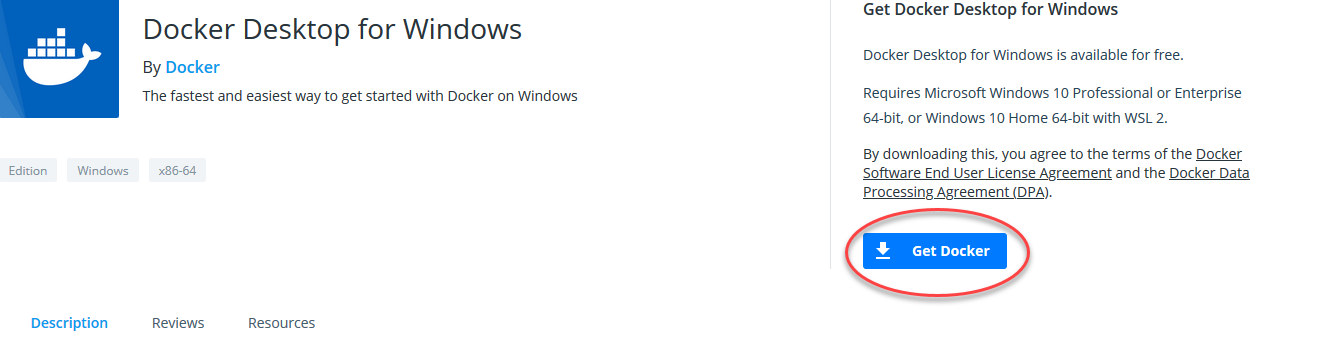 Docker Desktop for Windows
By Docker
The fastest and easiest way to get started with Docker on Windows
Edition
Windows
x86-64
Get Docker Desktop for Windows
Docker Desktop for Windows is available for free.
Requires Microsoft Windows 10 Professional or Enterprise
64-bit, or Windows 10 Home 64-bit with WSL 2.
By downloading this, you agree to the terms of the Docker
Software End User License Agreement and the Docker Data
Processing Agreement (DPA).
Get Docker
Description
Reviews
Resources